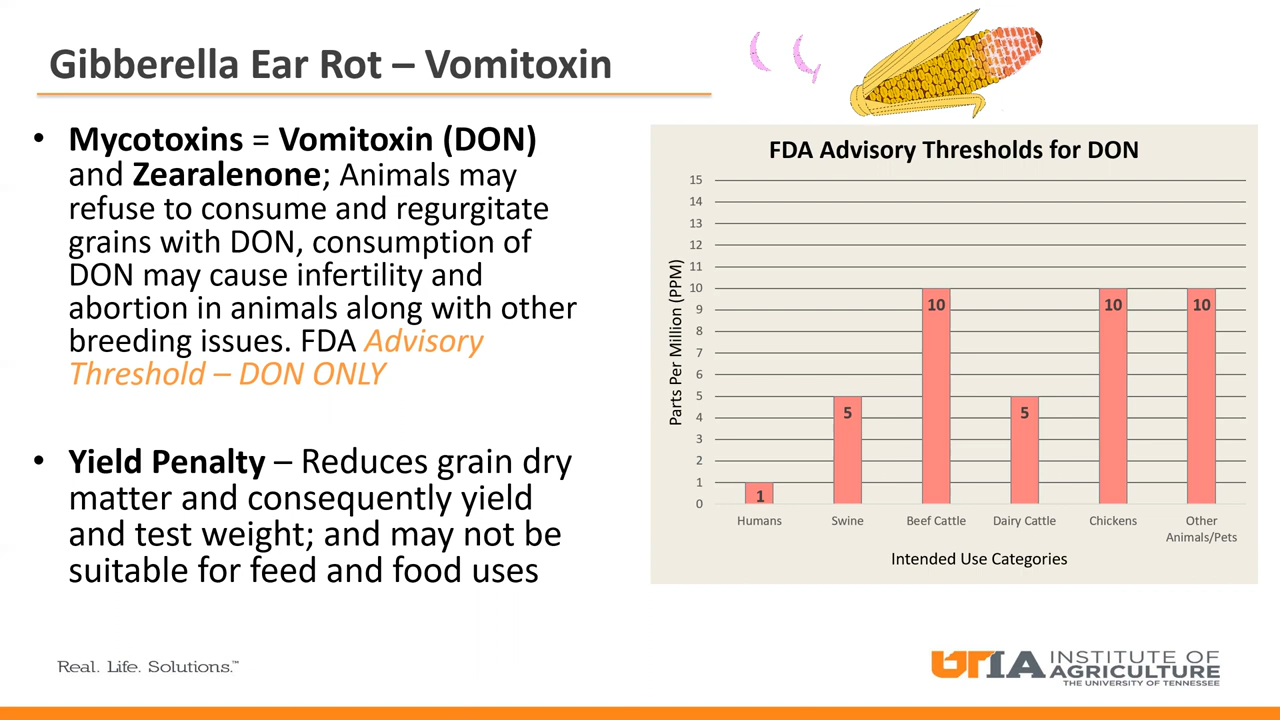 Gibberella Ear Rot – Vomitoxin
• Mycotoxins = Vomitoxin (DON)
and Zearalenone; Animals may
refuse to consume and regurgitate
grains with DON, consumption of
DON may cause infertility and
abortion in animals along with other
breeding issues. FDA Advisory
Threshold – DON ONLY
• Yield Penalty – Reduces grain dry
matter and consequently yield
and test weight; and may not be
suitable for feed and food uses
FDA Advisory Thresholds for DON
Parts Per Million (PPM)
15
14
13
12
11
10
9
8
7
6
5
4
3
2
1
0
1
5
10
5
10
10
Humans
Swine
Beef Cattle
Dairy Cattle
Chickens
Other
Animals/Pets
Intended Use Categories
Real. Life. Solutions.™
UTIA INSTITUTE OF
AGRICULTURE
THE UNIVERSITY OF TENNESSEE